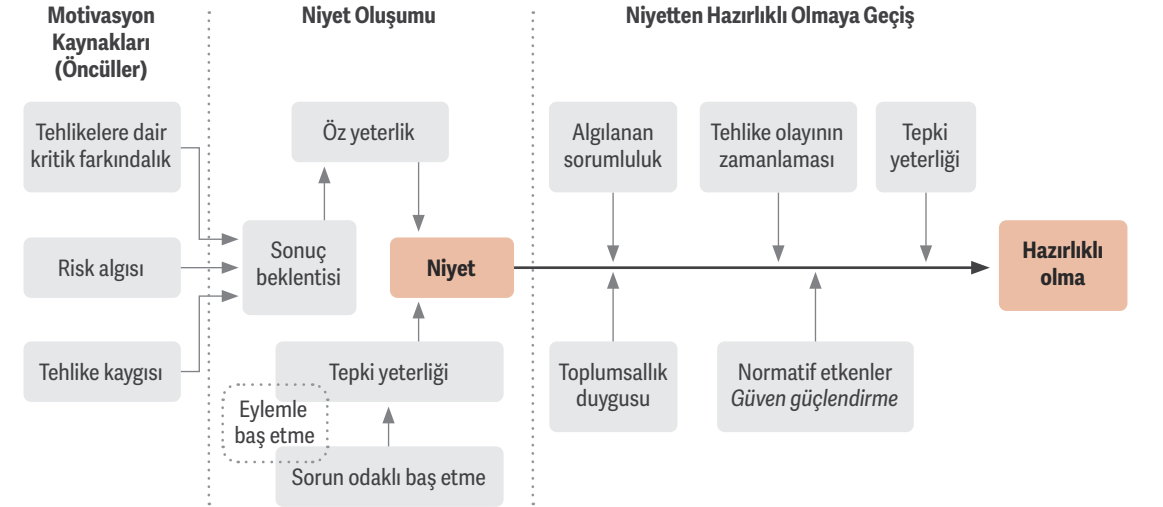 Motivasyon
Kaynakları
(Öncüller)
Niyet Oluşumu
Niyetten Hazırlıklı Olmaya Geçiş
Tehlikelere dair
kritik farkındalık
Risk algısı
Tehlike kaygısı
Öz yeterlik
Sonuç
beklentisi
Niyet
Tepki yeterliği
Eylemle
baş etme
Sorun odaklı baş etme
Algılanan
sorumluluk
Tehlike olayının
zamanlaması
Tepki
yeterliği
Toplumsallık
duygusu
Normatif etkenler
Güven güçlendirme
Hazırlıklı
olma